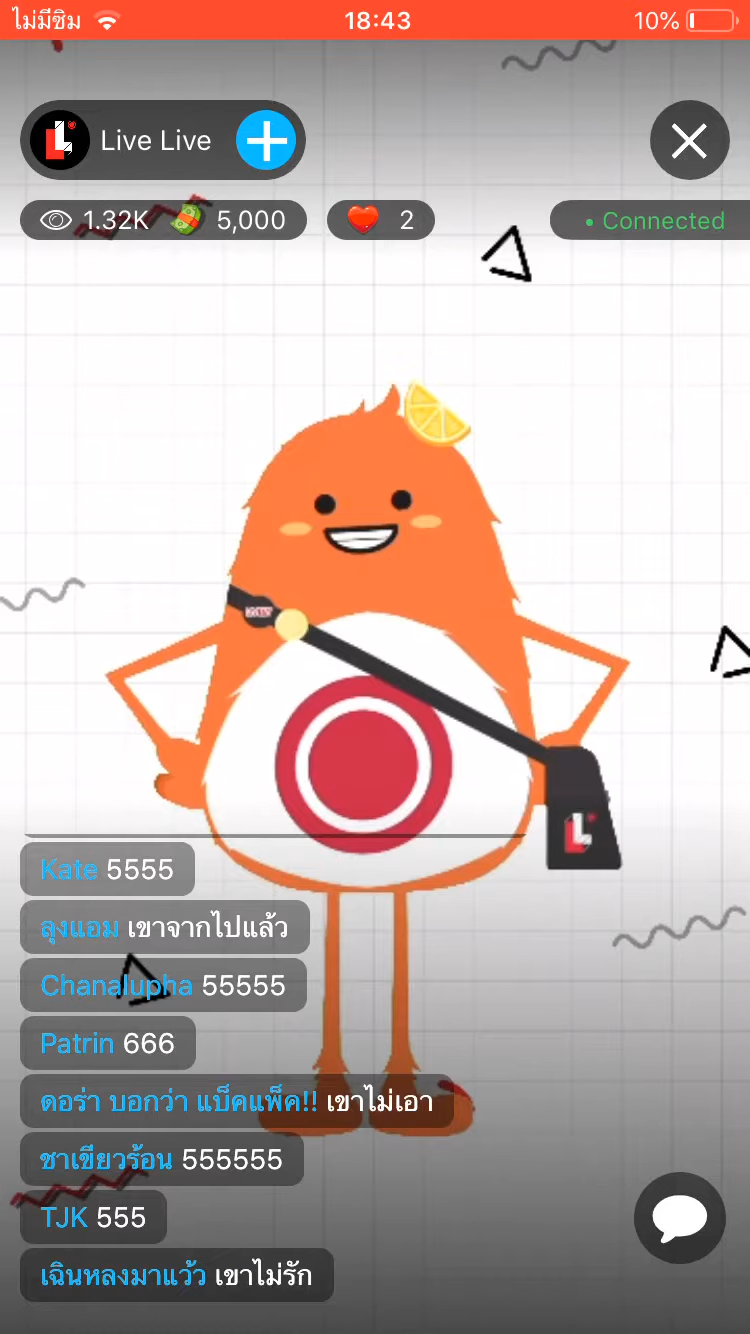 ไม่มีซิม 18:43 10%
Live Live
1.32K 5,000 2 • Connected
Kate 5555
ลุงแอม เขาจากไปแล้ว
Chanalupha 55555
Patrin 666
ดอร่า บอกว่า แบ็คแพ็ค!! เขาไม่เอา
ชาเขียวร้อน 555555
TJK 555
เฉินหลงมาแว้ว เขาไม่รัก